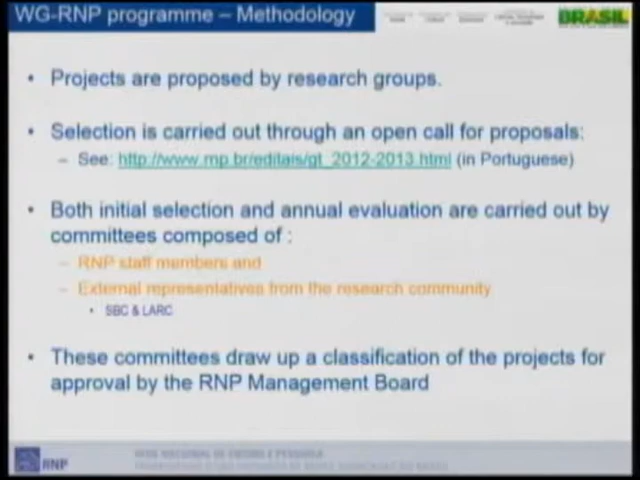 WG-RNP programme – Methodology
BRASIL
• Projects are proposed by research groups.
• Selection is carried out through an open call for proposals:
– See: http://www.rnp.br/editais/gt_2012-2013.html (in Portuguese)
• Both initial selection and annual evaluation are carried out by
committees composed of :
– RNP staff members and
– External representatives from the research community
• SBC & LARC
• These committees draw up a classification of the projects for
approval by the RNP Management Board
RNP